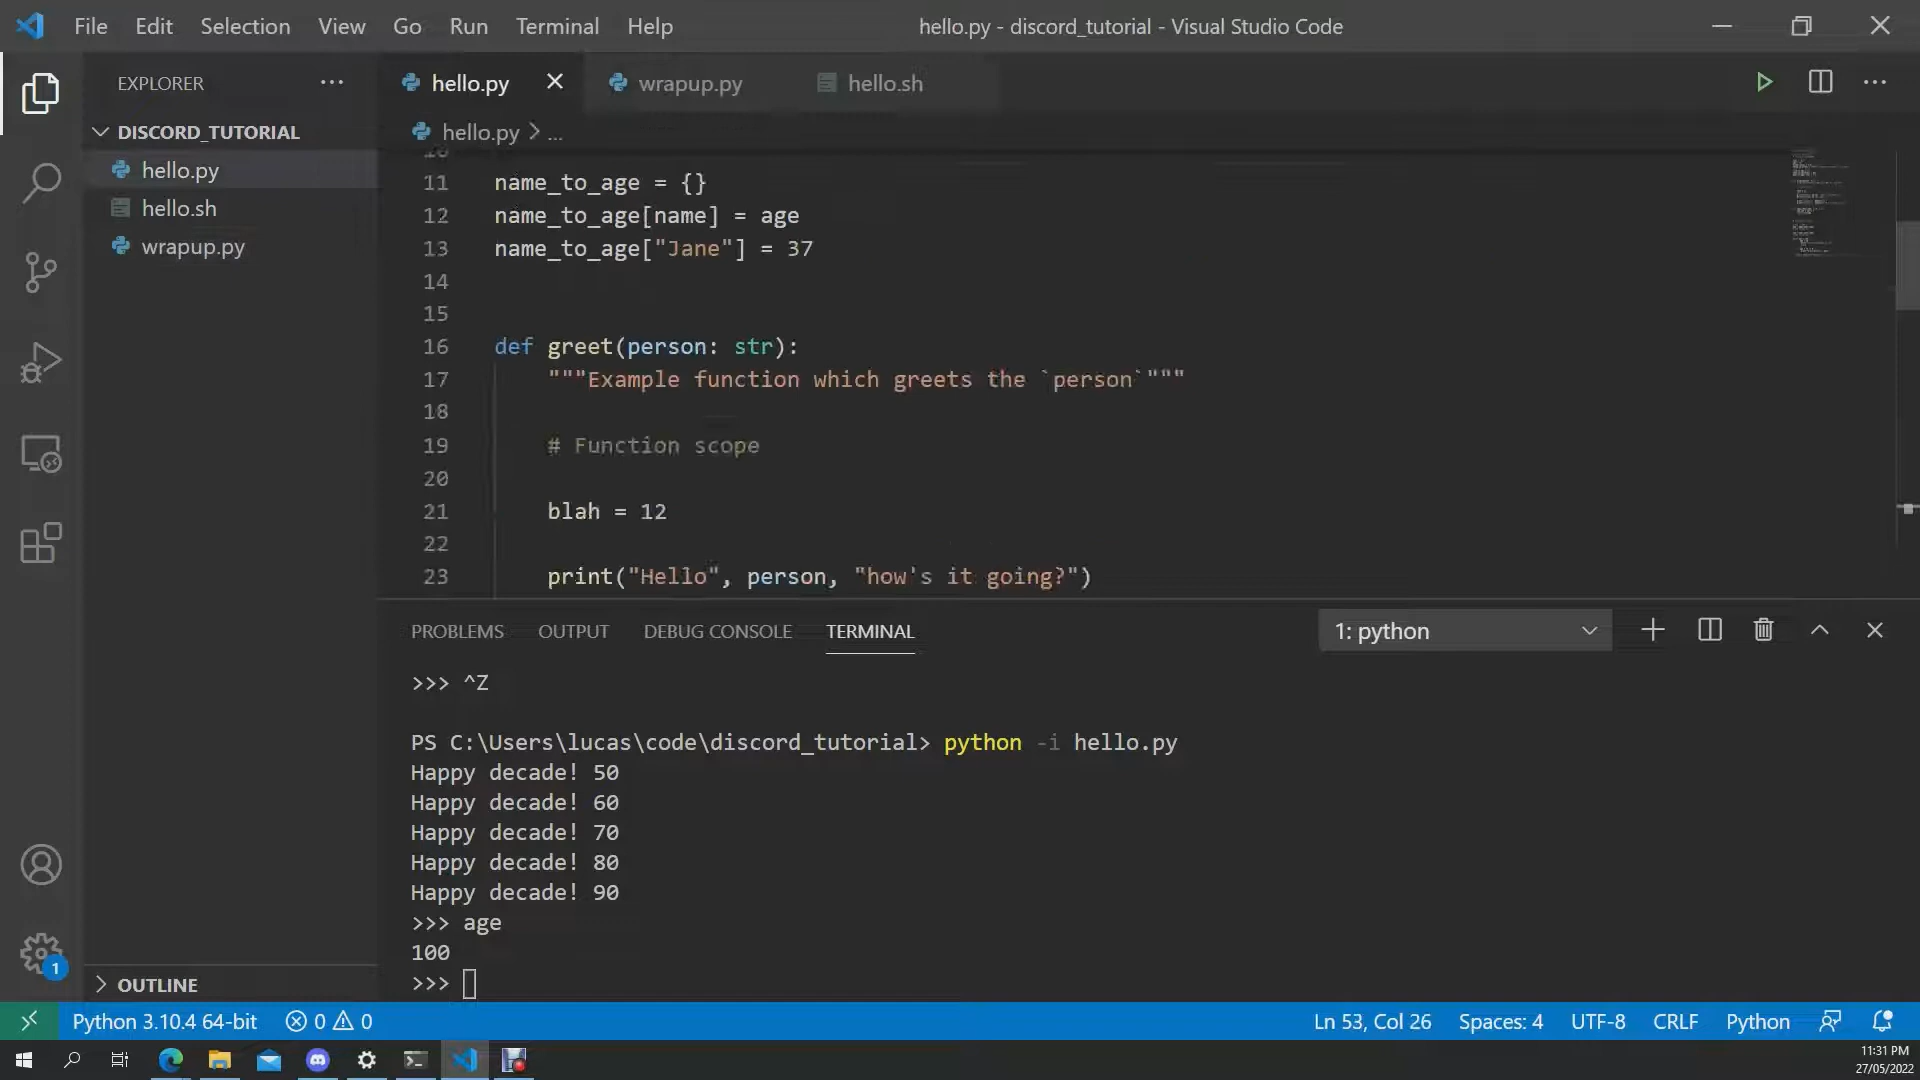 File Edit Selection View Go Run Terminal Help
hello.py - discord_tutorial - Visual Studio Code
EXPLORER
hello.py
wrapup.py
hello.sh
DISCORD_TUTORIAL
hello.py
hello.sh
wrapup.py
OUTLINE
hello.py > ...
11 name_to_age = {}
12 name_to_age[name] = age
13 name_to_age["Jane"] = 37
14
15
16 def greet(person: str):
17 """Example function which greets the `person`"""
18
19 # Function scope
20
21 blah = 12
22
23 print("Hello", person, "how's it going?")
PROBLEMS OUTPUT DEBUG CONSOLE TERMINAL
1: python
>>> ^Z
PS C:\Users\lucas\code\discord_tutorial> python -i hello.py
Happy decade! 50
Happy decade! 60
Happy decade! 70
Happy decade! 80
Happy decade! 90
>>> age
100
>>>
1
Python 3.10.4 64-bit 0 0
Ln 53, Col 26 Spaces: 4 UTF-8 CRLF Python
11:31 PM
27/05/2022